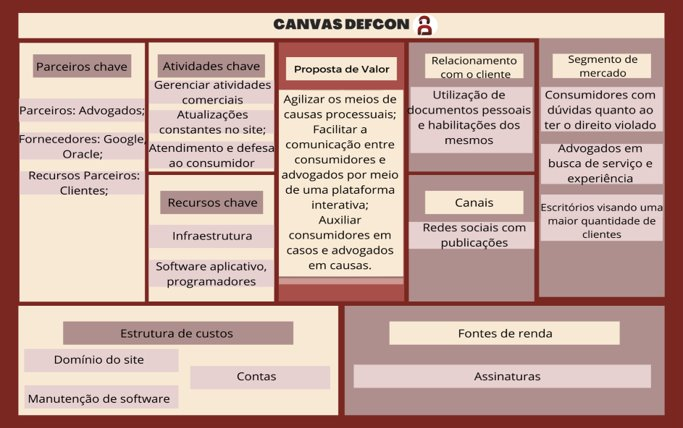 CANVAS DEFCON
Parceiros chave
Parceiros: Advogados;
Fornecedores: Google,
Oracle;
Recursos Parceiros:
Clientes;
Atividades chave
Gerenciar atividades
comerciais
Atualizações
constantes no site;
Atendimento e defesa
ao consumidor
Recursos chave
Infraestrutura
Software aplicativo,
programadores
Proposta de Valor
Agilizar os meios de
causas processuais;
Facilitar a
comunicação entre
consumidores e
advogados por meio
de uma plataforma
interativa;
Auxiliar
consumidores em
casos e advogados
em causas.
Relacionamento
com o cliente
Utilização de
documentos pessoais
e habilitações dos
mesmos
Canais
Redes sociais com
publicações
Segmento de
mercado
Consumidores com
dúvidas quanto ao
ter o direito violado
Advogados em
busca de serviço e
experiência
Escritórios visando uma
maior quantidade de
clientes
Estrutura de custos
Domínio do site
Contas
Manutenção de software
Fontes de renda
Assinaturas